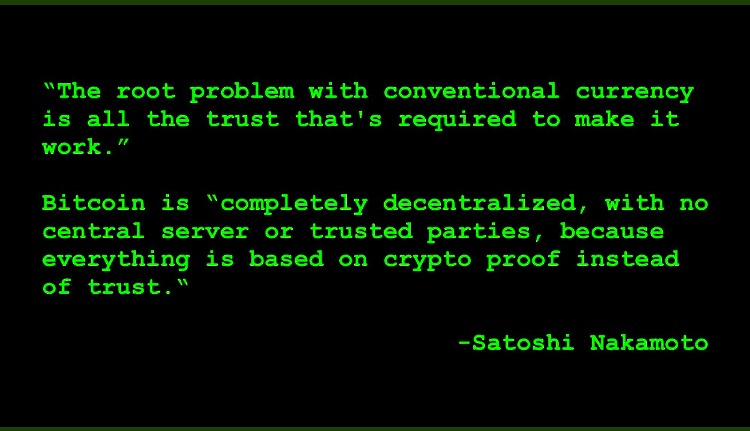 “The root problem with conventional currency
is all the trust that's required to make it
work.”
Bitcoin is “completely decentralized, with no
central server or trusted parties, because
everything is based on crypto proof instead
of trust.“
-Satoshi Nakamoto